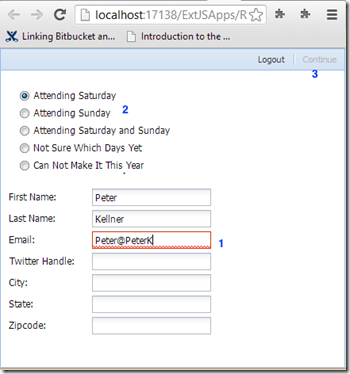 localhost:17138/ExtJSApps/R
Linking Bitbucket an...
Introduction to the ...
Logout
Continue
3
Attending Saturday
Attending Sunday
2
Attending Saturday and Sunday
Not Sure Which Days Yet
Can Not Make It This Year
First Name: Peter
Last Name: Kellner
Email: Peter@PeterK
1
Twitter Handle:
City:
State:
Zipcode: